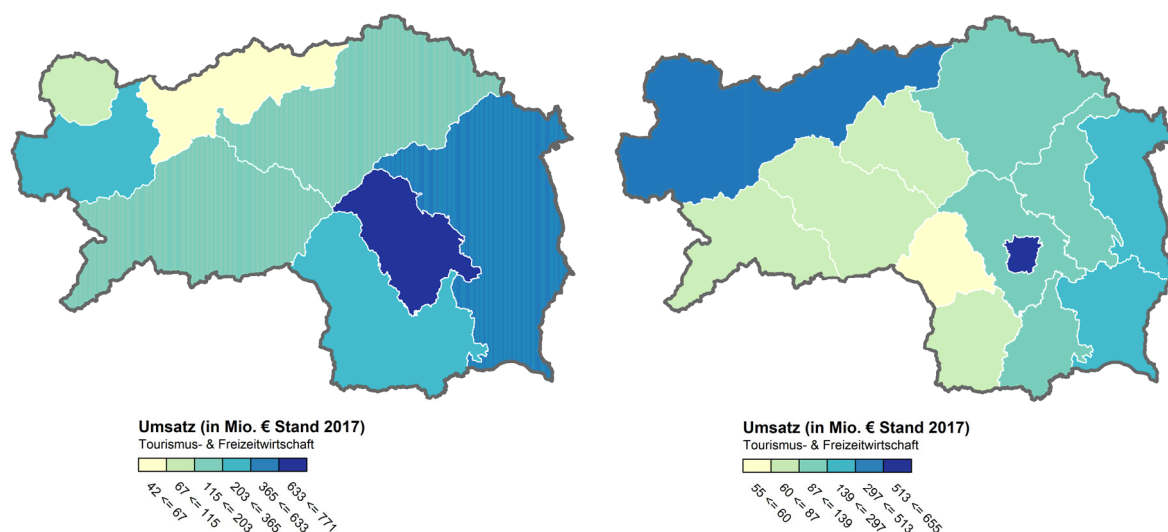 Umsatz (in Mio. € Stand 2017)
Tourismus- & Freizeitwirtschaft
42 <= 67
67 <= 115
115 <= 203
203 <= 365
365 <= 633
633 <= 771
Umsatz (in Mio. € Stand 2017)
Tourismus- & Freizeitwirtschaft
55 <= 60
60 <= 87
87 <= 139
139 <= 297
297 <= 513
513 <= 655